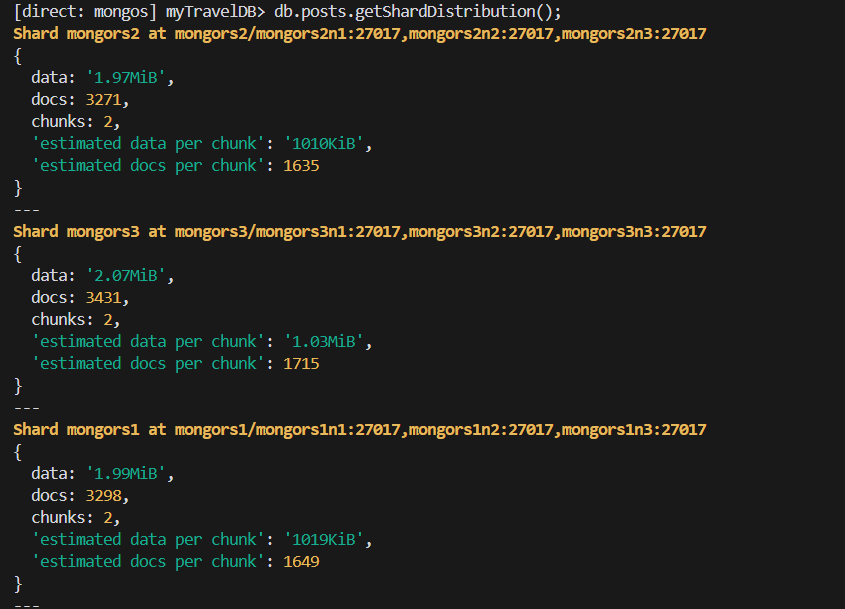 [direct: mongos] myTravelDB> db.posts.getShardDistribution();
Shard mongors2 at mongors2/mongors2n1:27017,mongors2n2:27017,mongors2n3:27017
{
  data: '1.97MiB',
  docs: 3271,
  chunks: 2,
  'estimated data per chunk': '1010KiB',
  'estimated docs per chunk': 1635
}
---
Shard mongors3 at mongors3/mongors3n1:27017,mongors3n2:27017,mongors3n3:27017
{
  data: '2.07MiB',
  docs: 3431,
  chunks: 2,
  'estimated data per chunk': '1.03MiB',
  'estimated docs per chunk': 1715
}
---
Shard mongors1 at mongors1/mongors1n1:27017,mongors1n2:27017,mongors1n3:27017
{
  data: '1.99MiB',
  docs: 3298,
  chunks: 2,
  'estimated data per chunk': '1019KiB',
  'estimated docs per chunk': 1649
}
---